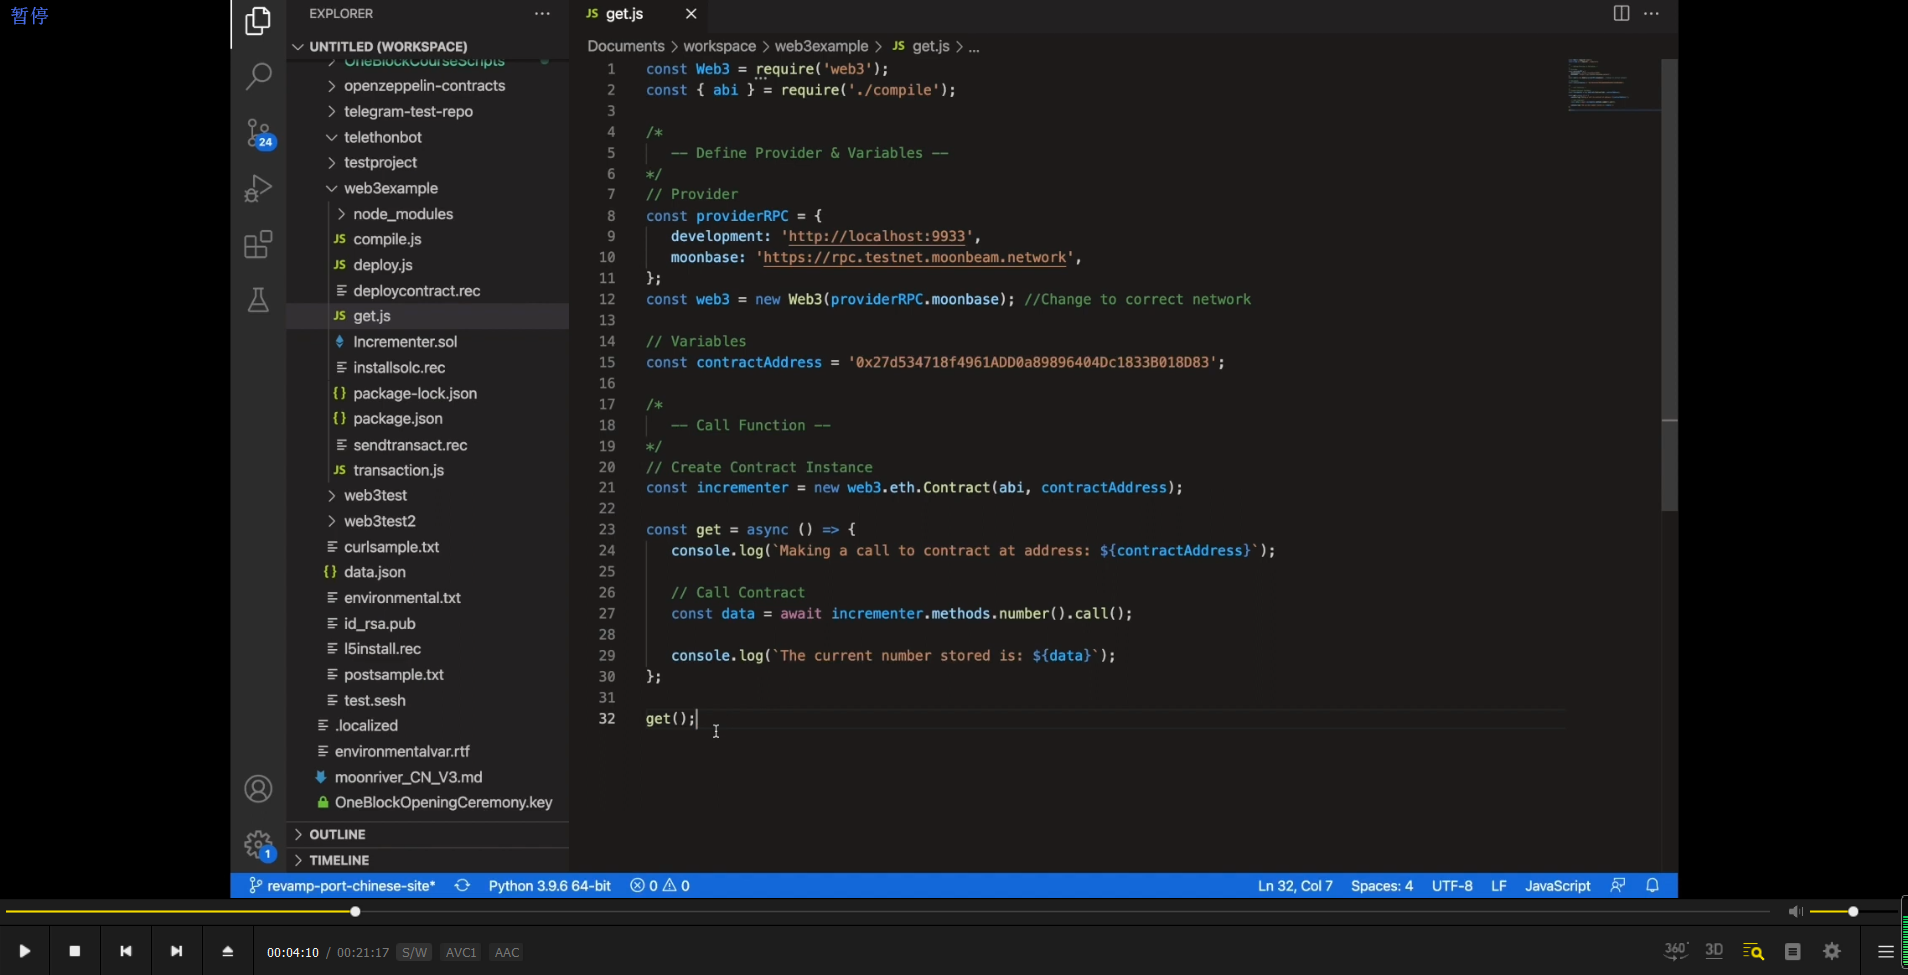 暂停
EXPLORER
UNTITLED (WORKSPACE)
OneBlockCourseScripts
openzeppelin-contracts
telegram-test-repo
telethonbot
testproject
web3example
node_modules
JS compile.js
JS deploy.js
deploycontract.rec
JS get.js
Incrementer.sol
installsolc.rec
{} package-lock.json
{} package.json
sendtransact.rec
JS transaction.js
web3test
web3test2
curlsample.txt
{} data.json
environmental.txt
id_rsa.pub
l5install.rec
postsample.txt
test.sesh
.localized
environmentalvar.rtf
moonriver_CN_V3.md
OneBlockOpeningCeremony.key
OUTLINE
TIMELINE
24
1
JS get.js
Documents > workspace > web3example > JS get.js > ...
1 const Web3 = require('web3');
2 const { abi } = require('./compile');
3
4 /*
5 -- Define Provider & Variables --
6 */
7 // Provider
8 const providerRPC = {
9 development: 'http://localhost:9933',
10 moonbase: 'https://rpc.testnet.moonbeam.network',
11 };
12 const web3 = new Web3(providerRPC.moonbase); //Change to correct network
13
14 // Variables
15 const contractAddress = '0x27d534718f4961ADD0a89896404Dc1833B018D83';
16
17 /*
18 -- Call Function --
19 */
20 // Create Contract Instance
21 const incrementer = new web3.eth.Contract(abi, contractAddress);
22
23 const get = async () => {
24 console.log(`Making a call to contract at address: ${contractAddress}`);
25
26 // Call Contract
27 const data = await incrementer.methods.number().call();
28
29 console.log(`The current number stored is: ${data}`);
30 };
31
32 get();
revamp-port-chinese-site* Python 3.9.6 64-bit 0 0 Ln 32, Col 7 Spaces: 4 UTF-8 LF JavaScript
00:04:10 / 00:21:17 S/W AVC1 AAC 360° 3D